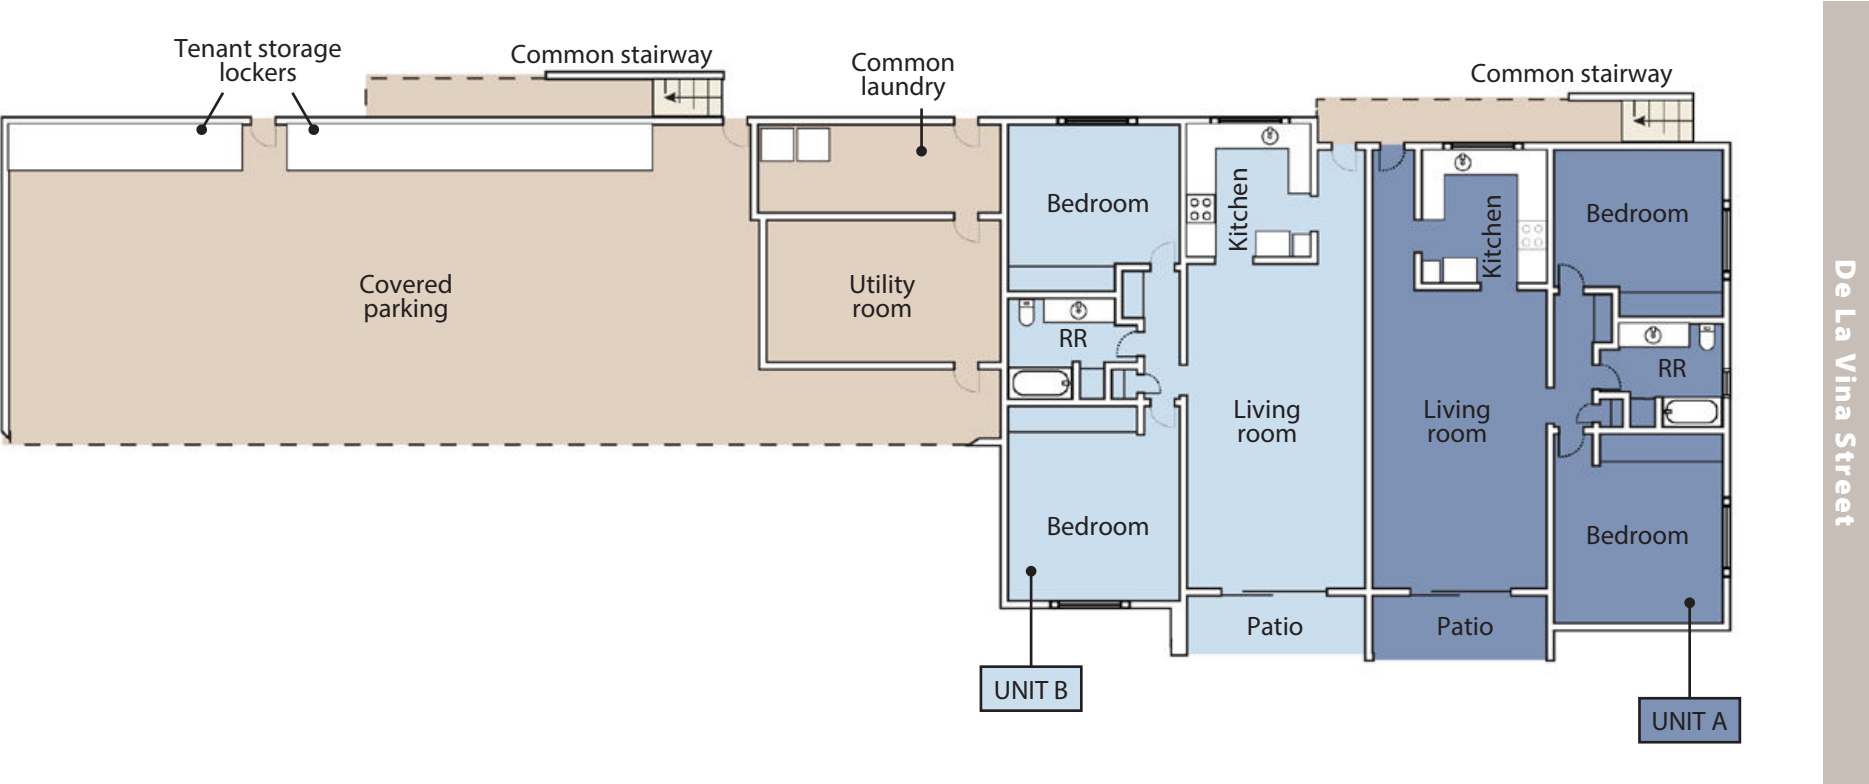 Tenant storage
lockers
Common stairway
Common
laundry
Common stairway
Covered
parking
Utility
room
Bedroom
Kitchen
RR
Living
room
Bedroom
Patio
UNIT B
Kitchen
Bedroom
RR
Living
room
Bedroom
Patio
UNIT A
De La Vina Street